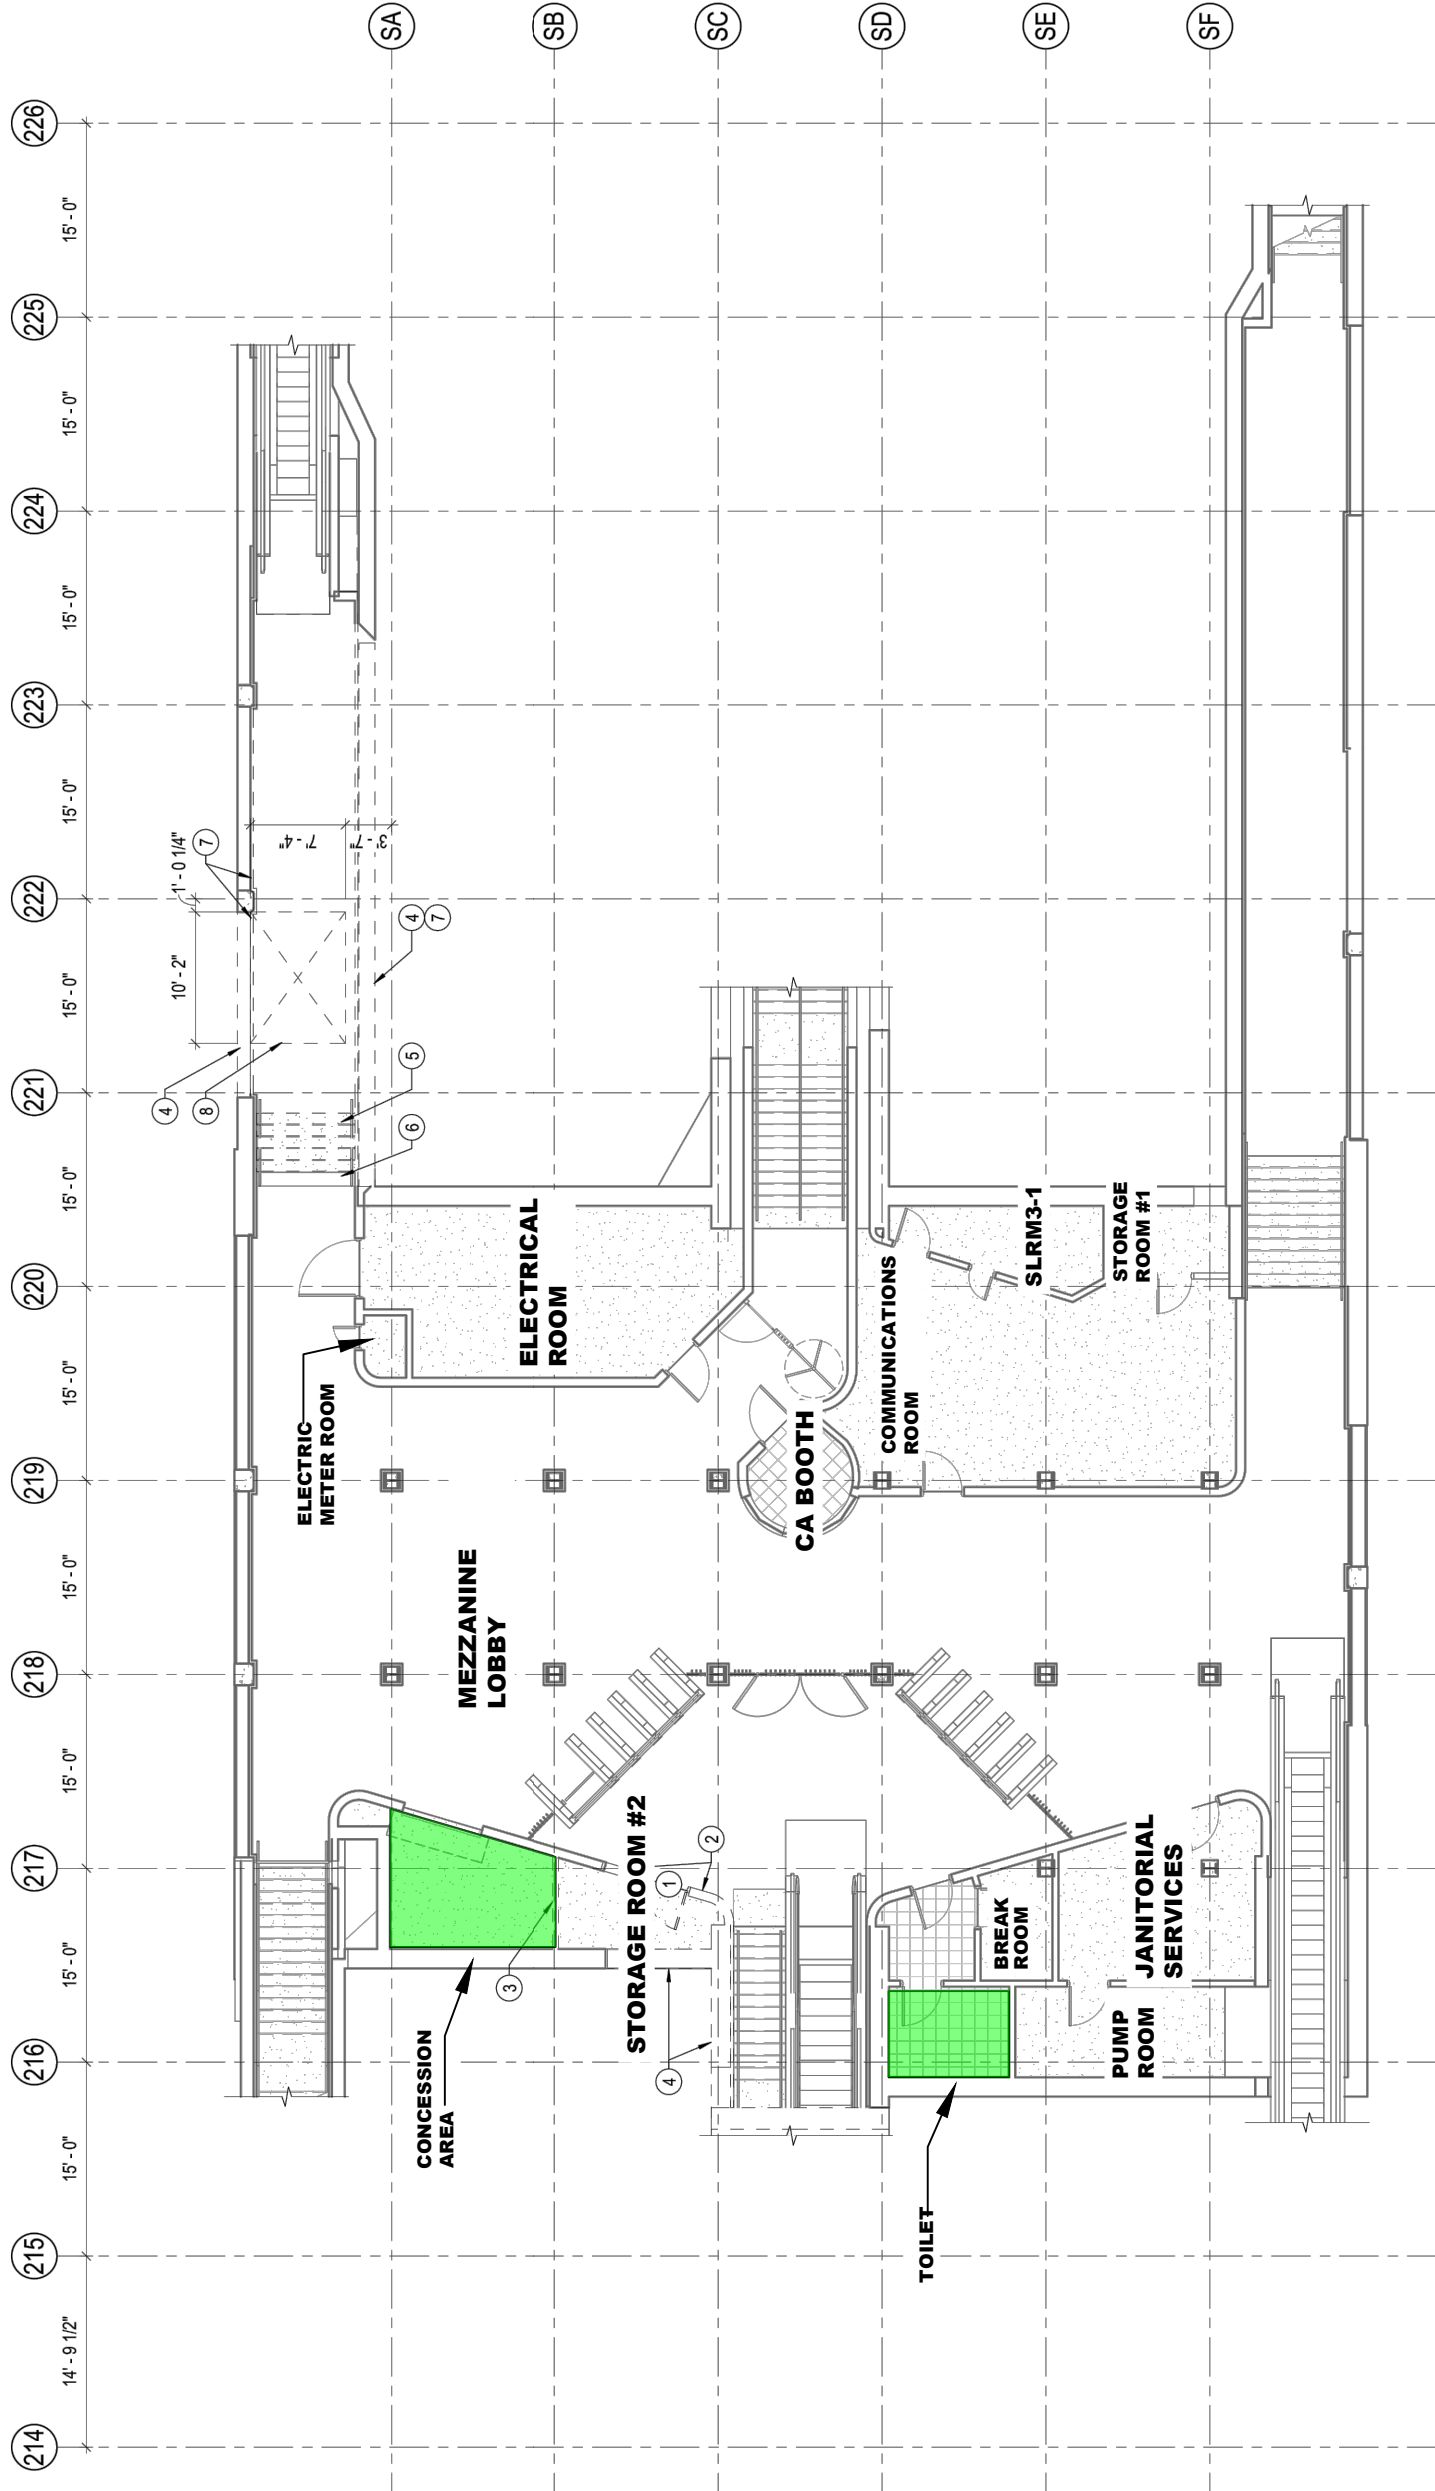 SA
SB
SC
SD
SE
SF
226
15' - 0"
225
15' - 0"
224
15' - 0"
223
15' - 0"
222
15' - 0"
221
15' - 0"
220
15' - 0"
219
15' - 0"
218
15' - 0"
217
15' - 0"
216
15' - 0"
215
14' - 9 1/2"
214
1' - 0 1/4"
7
7' - 4"
3' - 7"
10' - 2"
4
7
4
8
5
6
ELECTRICAL
ROOM
ELECTRIC
METER ROOM
SLRM3-1
STORAGE
ROOM #1
COMMUNICATIONS
ROOM
CA BOOTH
MEZZANINE
LOBBY
STORAGE ROOM #2
1
2
3
4
CONCESSION
AREA
BREAK
ROOM
JANITORIAL
SERVICES
PUMP
ROOM
TOILET